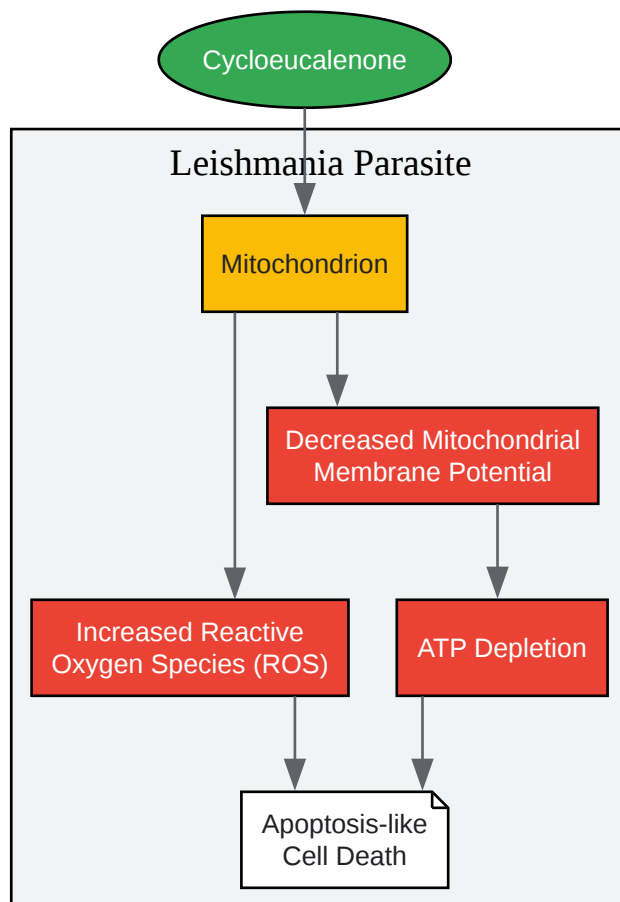 Cycloeucalenone
Leishmania Parasite
Mitochondrion
Decreased Mitochondrial
Membrane Potential
Increased Reactive
Oxygen Species (ROS)
ATP Depletion
Apoptosis-like
Cell Death